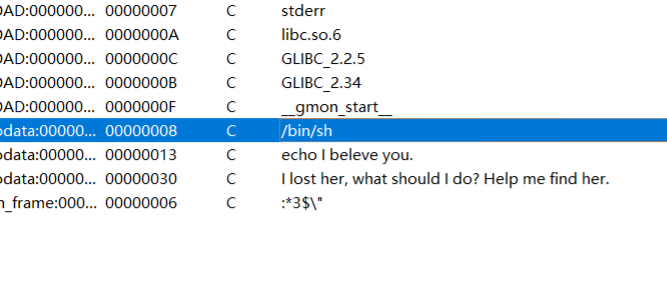 OAD:000000... 00000007 C stderr
OAD:000000... 0000000A C libc.so.6
OAD:000000... 0000000C C GLIBC_2.2.5
OAD:000000... 0000000B C GLIBC_2.34
OAD:000000... 0000000F C __gmon_start__
odata:00000... 00000008 C /bin/sh
odata:00000... 00000013 C echo I beleve you.
odata:00000... 00000030 C I lost her, what should I do? Help me find her.
h_frame:000... 00000006 C :*3$\"